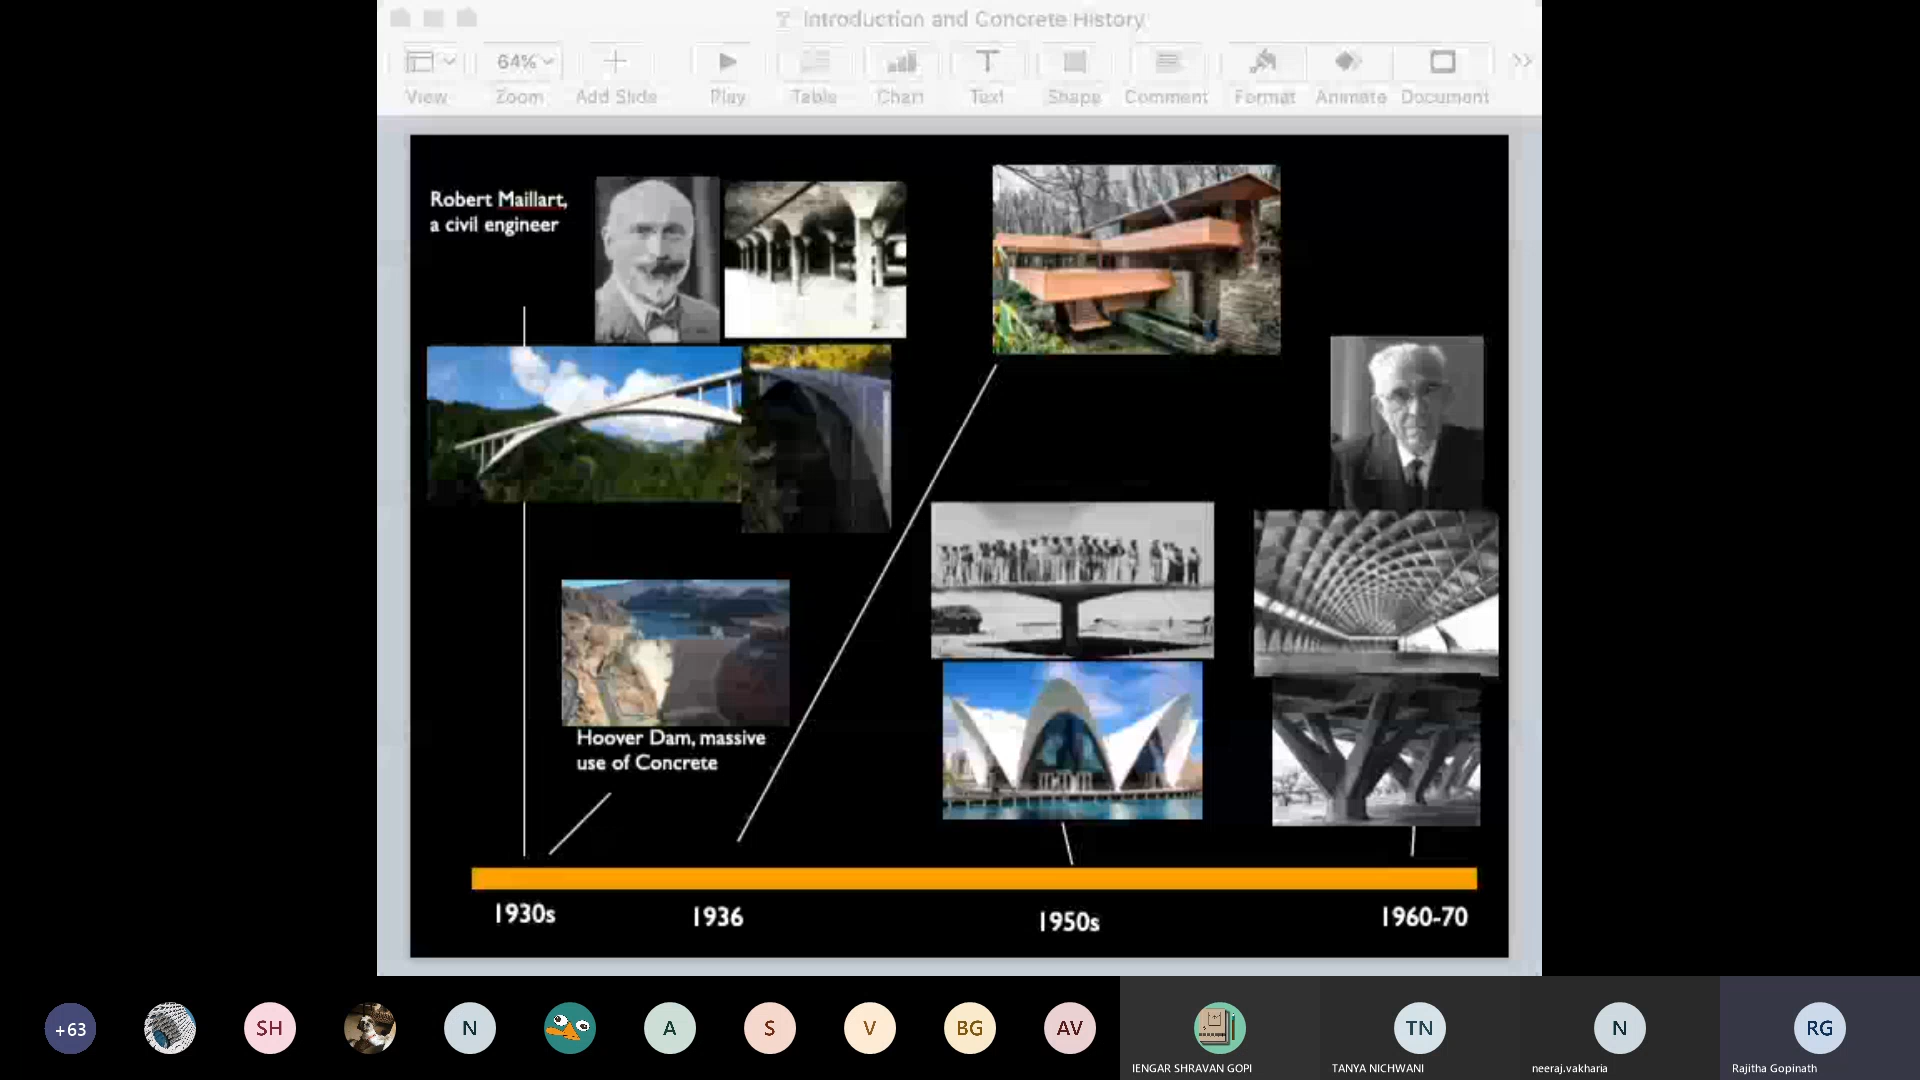 Introduction and Concrete History
64%
View Zoom Add Slide Play Table Chart Text Shape Comment Format Animate Document
Robert Maillart,
a civil engineer
Hoover Dam, massive
use of Concrete
1930s 1936 1950s 1960-70
+63 SH N A S V BG AV TN N RG
IENGAR SHRAVAN GOPI TANYA NICHWANI neeraj.vakharia Rajitha Gopinath